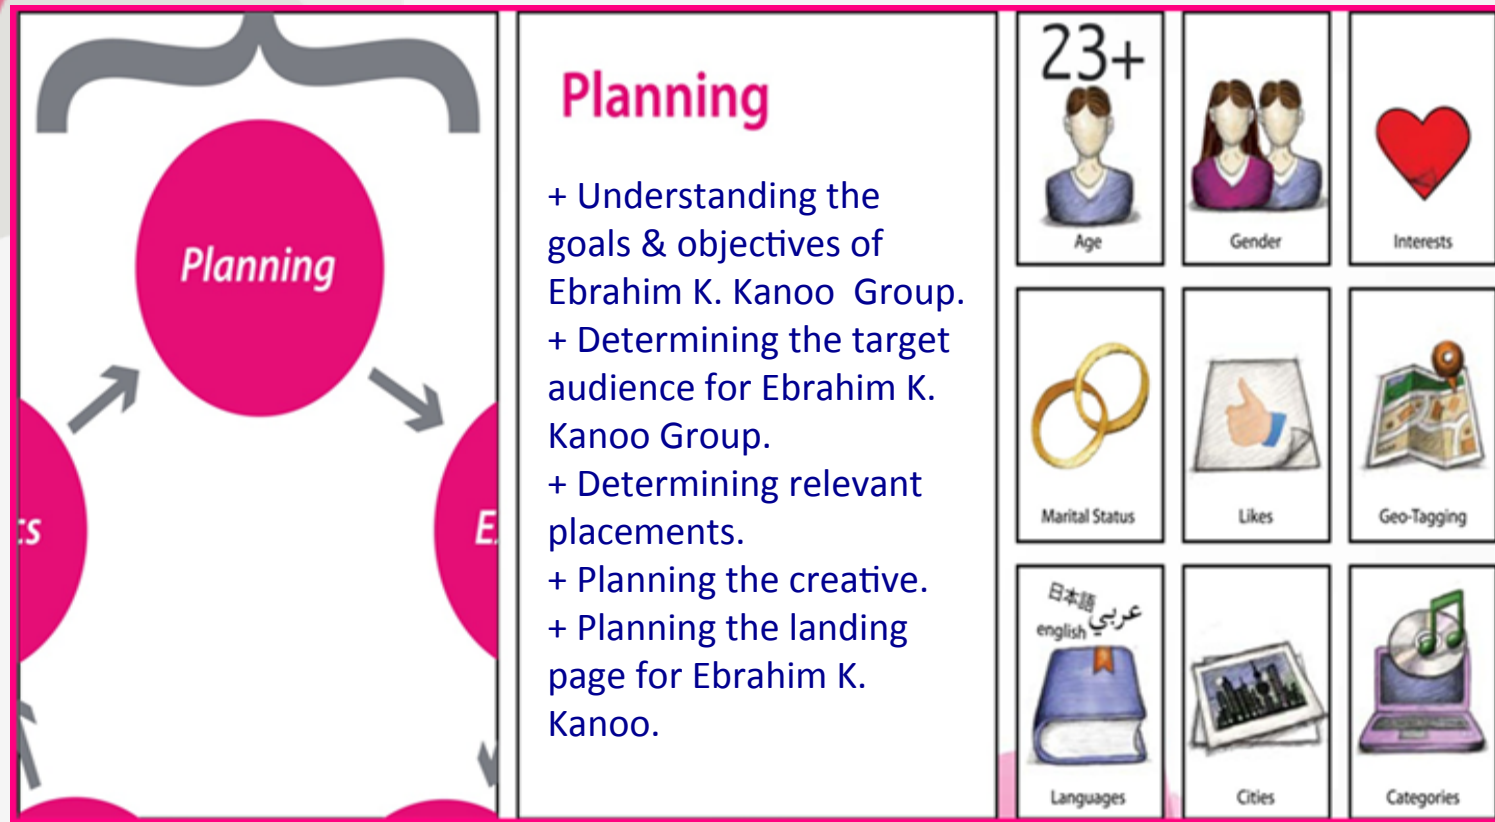 Planning
cs
E
Planning
+ Understanding the
goals & objectives of
Ebrahim K. Kanoo  Group.
+ Determining the target
audience for Ebrahim K.
Kanoo Group.
+ Determining relevant
placements.
+ Planning the creative.
+ Planning the landing
page for Ebrahim K.
Kanoo.
23+
Age
Gender
Interests
Marital Status
Likes
Geo-Tagging
日本語
عربي
english
Languages
Cities
Categories